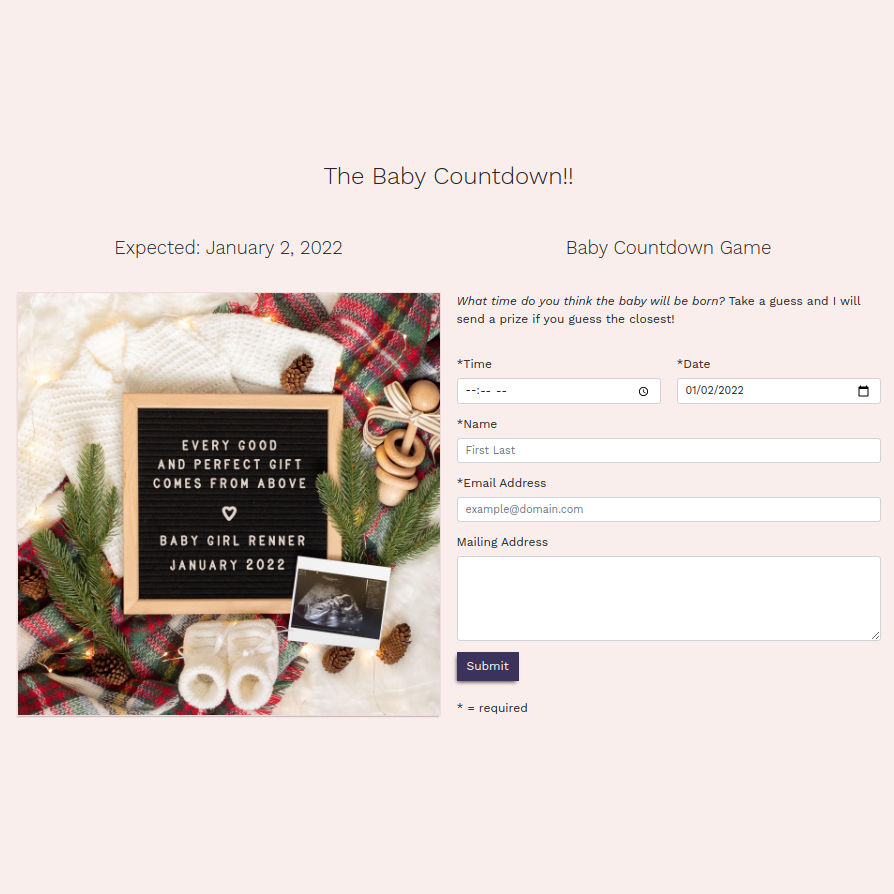 The Baby Countdown!!
Expected: January 2, 2022
EVERY GOOD
AND PERFECT GIFT
COMES FROM ABOVE
BABY GIRL RENNER
JANUARY 2022
Baby Countdown Game
What time do you think the baby will be born? Take a guess and I will
send a prize if you guess the closest!
*Time
*Date
--:-- --
01/02/2022
*Name
First Last
*Email Address
example@domain.com
Mailing Address
Submit
* = required